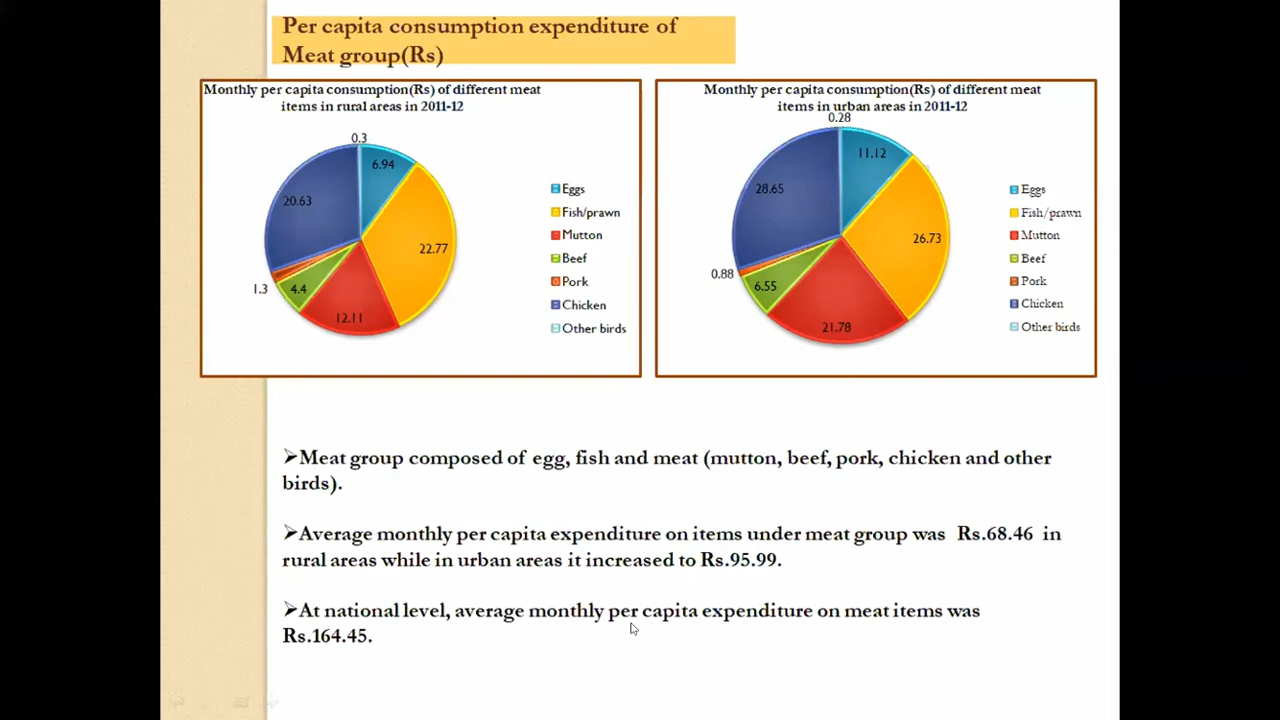 Per capita consumption expenditure of
Meat group(Rs)
Monthly per capita consumption(Rs) of different meat
items in rural areas in 2011-12
0.3
6.94
20.63
22.77
1.3
4.4
12.11
Eggs
Fish/prawn
Mutton
Beef
Pork
Chicken
Other birds
Monthly per capita consumption(Rs) of different meat
items in urban areas in 2011-12
0.28
11.12
28.65
26.73
0.88
6.55
21.78
Eggs
Fish/prawn
Mutton
Beef
Pork
Chicken
Other birds
➢Meat group composed of egg, fish and meat (mutton, beef, pork, chicken and other
birds).
➢Average monthly per capita expenditure on items under meat group was Rs.68.46 in
rural areas while in urban areas it increased to Rs.95.99.
➢At national level, average monthly per capita expenditure on meat items was
Rs.164.45.